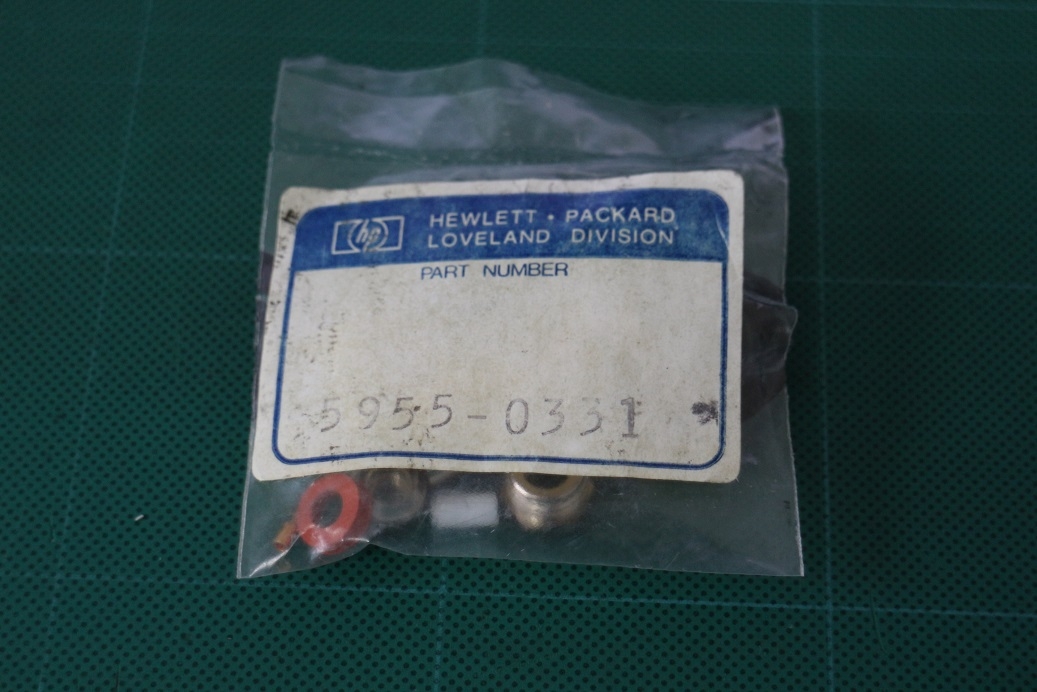 hp HEWLETT • PACKARD
LOVELAND DIVISION
PART NUMBER
5955-0331